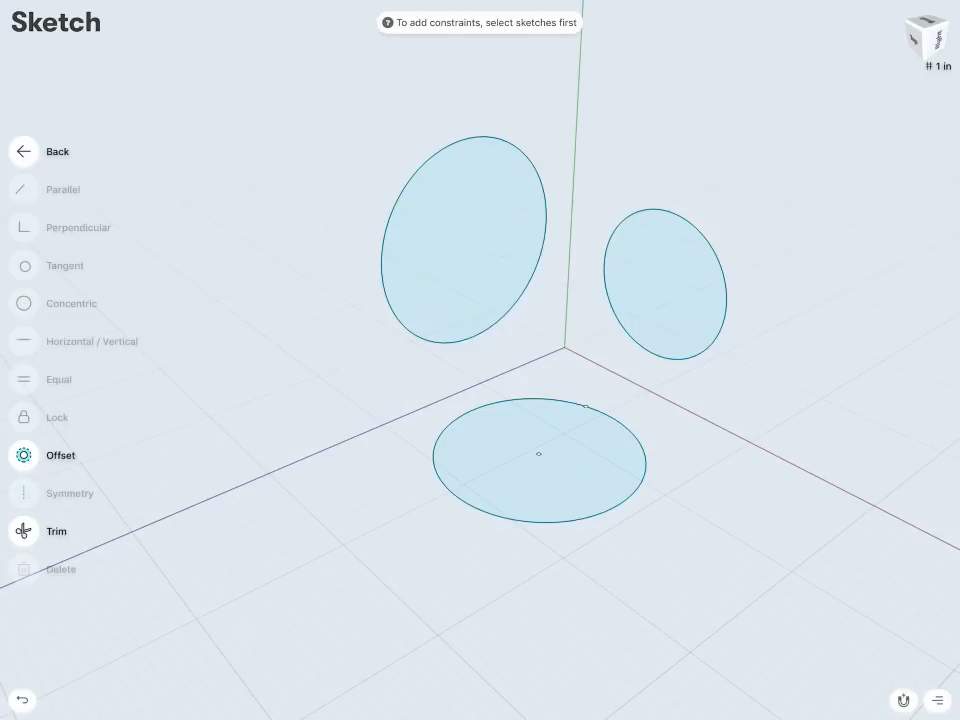 Sketch
To add constraints, select sketches first
Right
# 1 in
Back
Parallel
Perpendicular
Tangent
Concentric
Horizontal / Vertical
Equal
Lock
Offset
Symmetry
Trim
Delete